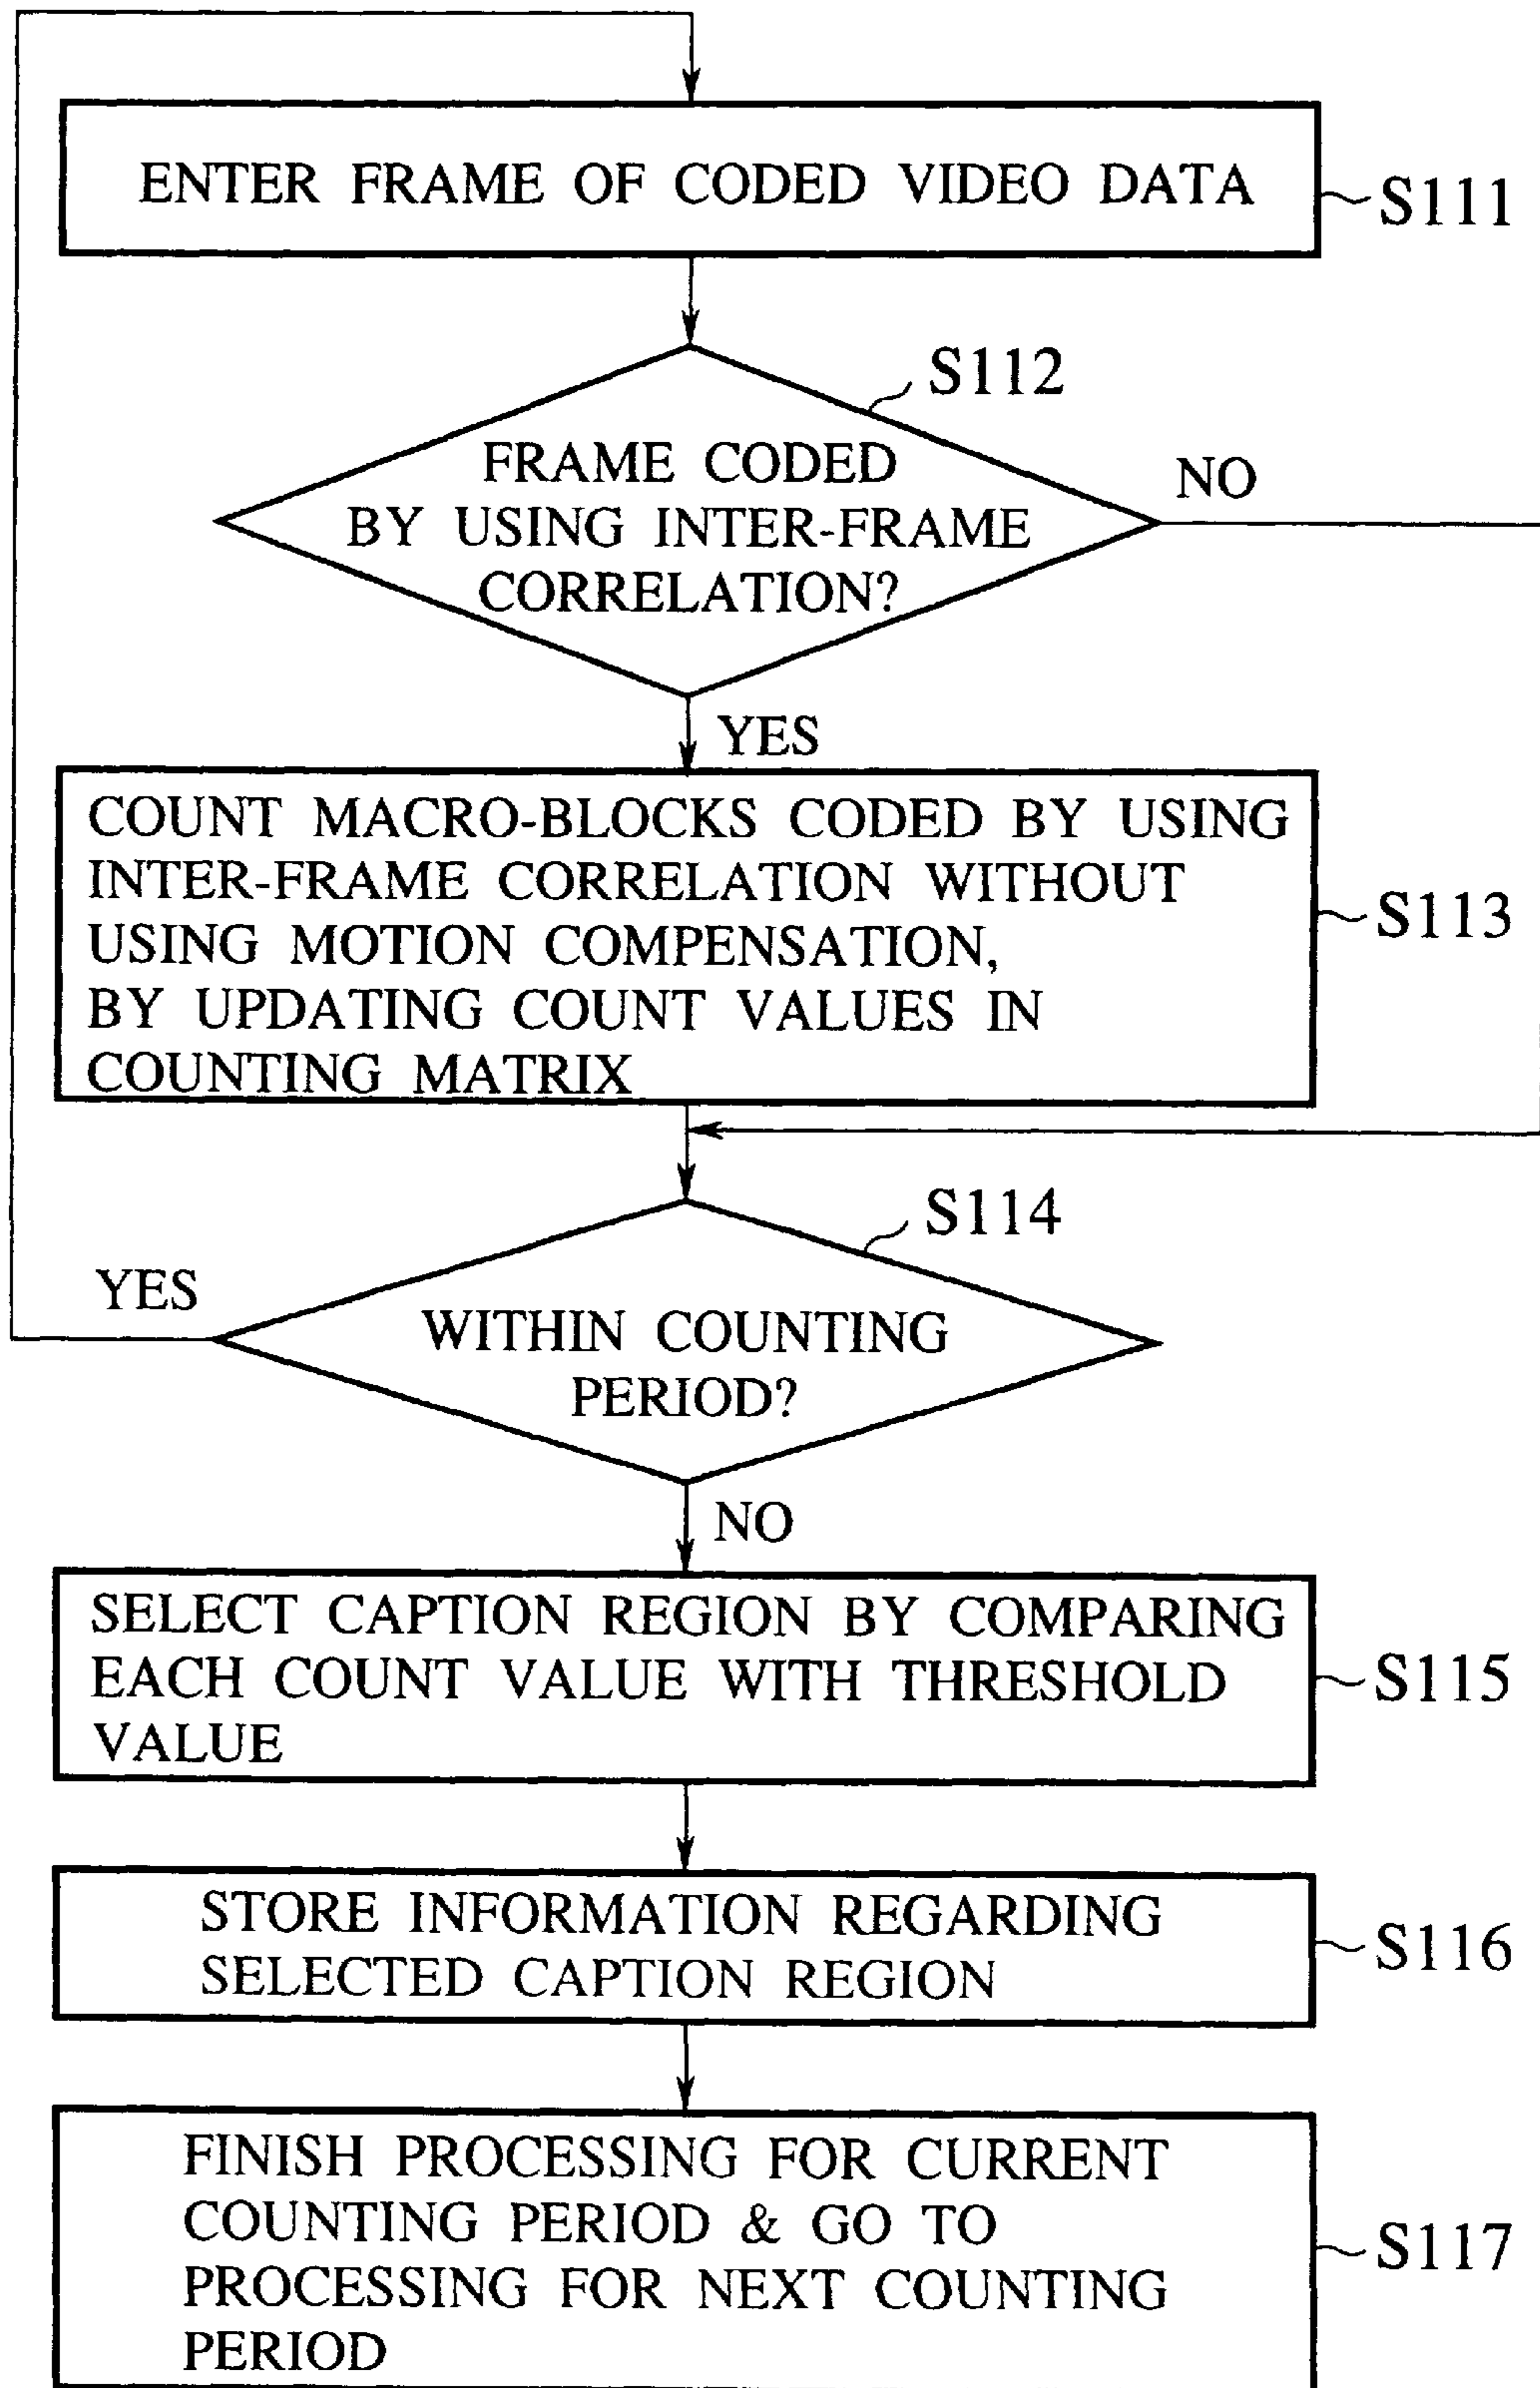 ENTER FRAME OF CODED VIDEO DATA
S111
S112
FRAME CODED
BY USING INTER-FRAME
CORRELATION?
NO
YES
COUNT MACRO-BLOCKS CODED BY USING
INTER-FRAME CORRELATION WITHOUT
USING MOTION COMPENSATION,
BY UPDATING COUNT VALUES IN
COUNTING MATRIX
S113
S114
YES
WITHIN COUNTING
PERIOD?
NO
SELECT CAPTION REGION BY COMPARING
EACH COUNT VALUE WITH THRESHOLD
VALUE
S115
STORE INFORMATION REGARDING
SELECTED CAPTION REGION
S116
FINISH PROCESSING FOR CURRENT
COUNTING PERIOD & GO TO
PROCESSING FOR NEXT COUNTING
PERIOD
S117